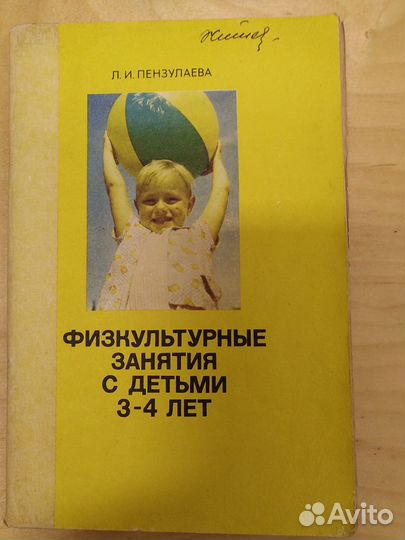 Л. И. ПЕНЗУЛАЕВА
ФИЗКУЛЬТУРНЫЕ
ЗАНЯТИЯ
С ДЕТЬМИ
3-4 ЛЕТ
Avito